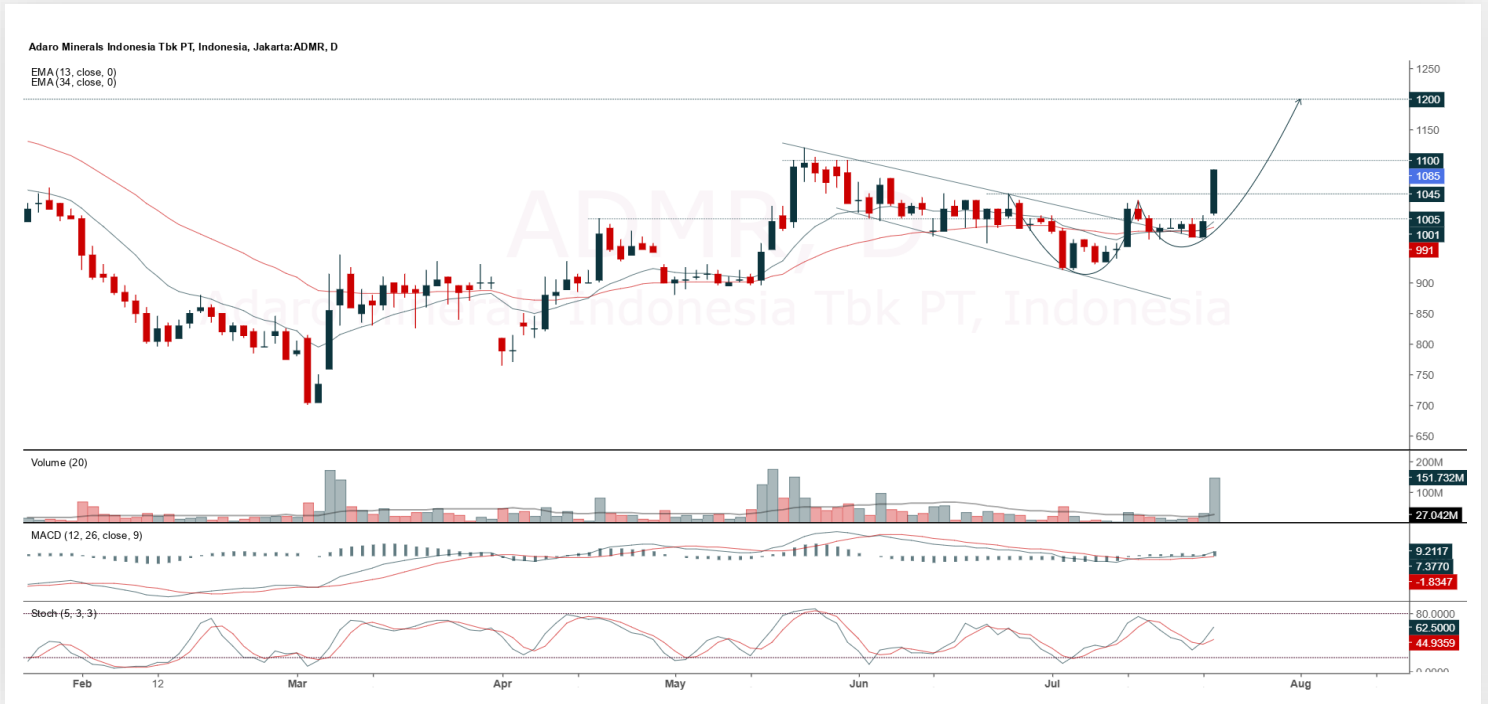 Adaro Minerals Indonesia Tbk PT, Indonesia, Jakarta:ADMR, D
EMA (13, close, 0)
EMA (34, close, 0)
ADMR, D
Adaro Minerals Indonesia Tbk PT, Indonesia
1250
1200
1150
1100
1085
1045
1005
1001
991
900
850
800
750
700
650
Volume (20)
200M
151.732M
100M
27.042M
MACD (12, 26, close, 9)
9.2117
7.3770
-1.8347
Stoch (5, 3, 3)
80.0000
62.5000
44.9359
0.0000
Feb 12 Mar Apr May Jun Jul Aug